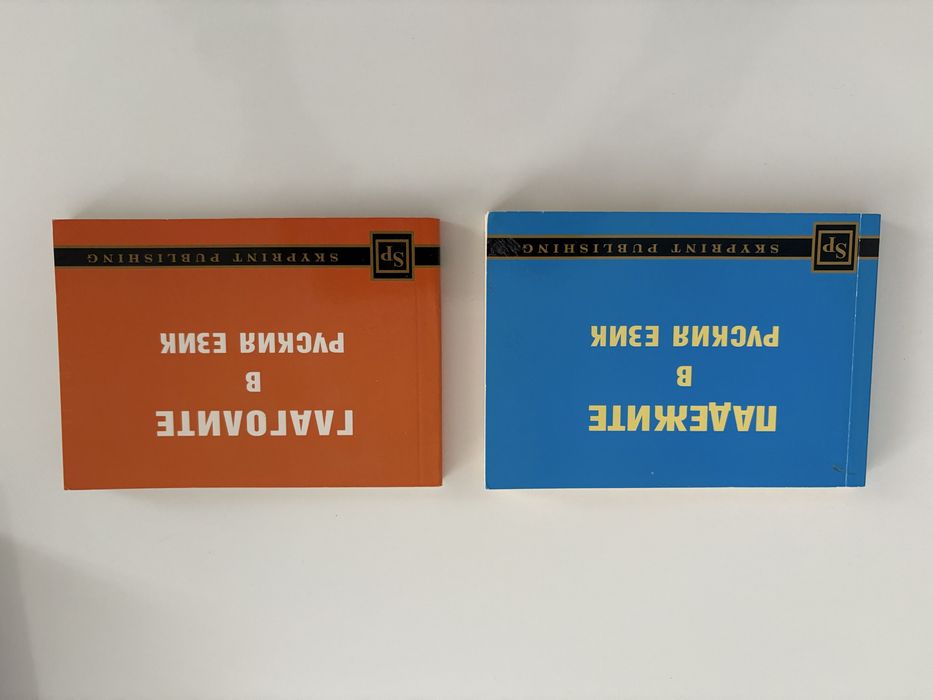 ПАДЕЖИТЕ
В
РУСКИЯ ЕЗИК
SKYPRINT PUBLISHING
SP
ГЛАГОЛИТЕ
В
РУСКИЯ ЕЗИК
SKYPRINT PUBLISHING
SP